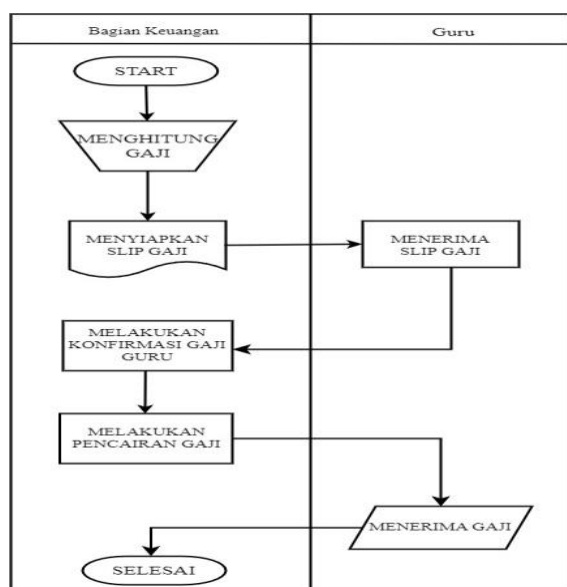 Bagian Keuangan
Guru
START
MENGHITUNG
GAJI
MENYIAPKAN
SLIP GAJI
MENERIMA
SLIP GAJI
MELAKUKAN
KONFIRMASI GAJI
GURU
MELAKUKAN
PENCAIRAN GAJI
MENERIMA GAJI
SELESAI